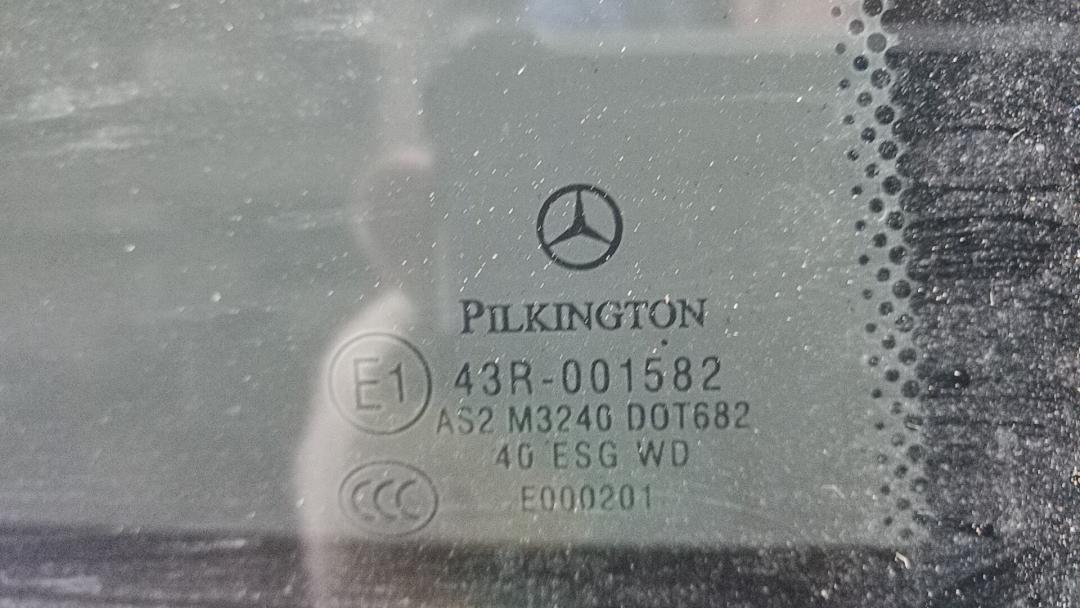 PILKINGTON
E1 43R-001582
AS2 M3240 DOT682
40 ESG WD
CCC E000201